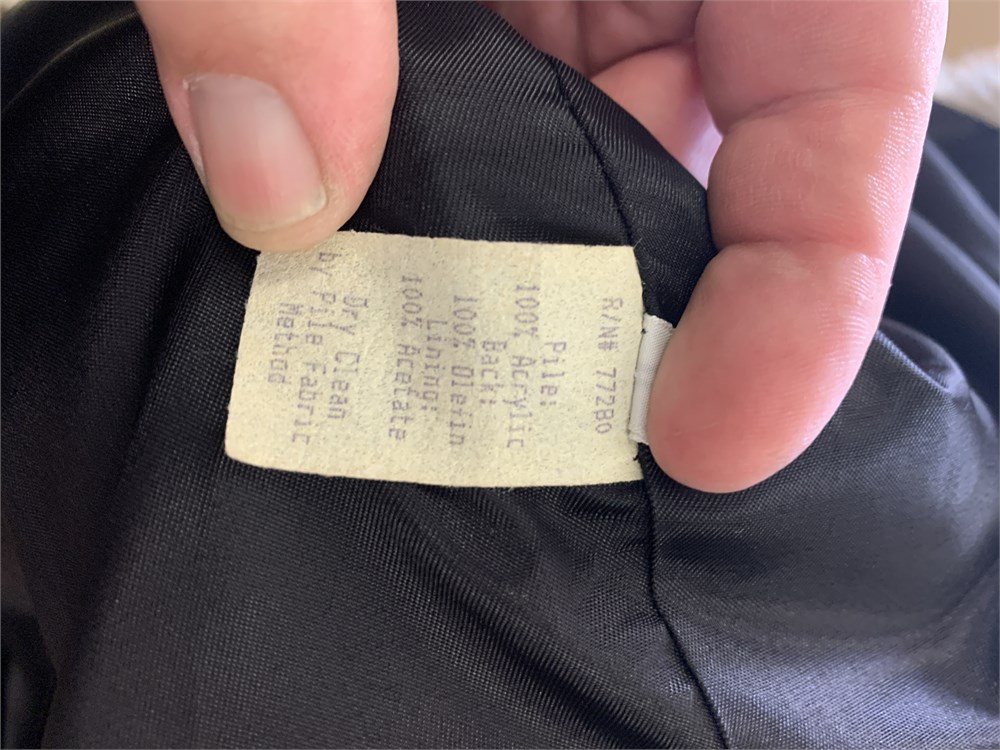 R/N# 77280
Pile:
100% Acrylic
Back:
100% Olefin
Lining:
100% Acetate
Dry Clean
by Pile Fabric
Method